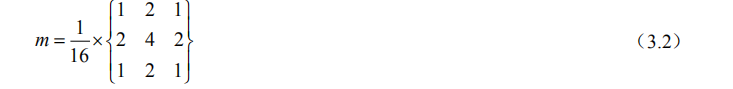 1 2 1
m = 1/16 × { 2 4 2 } （3.2）
1 2 1